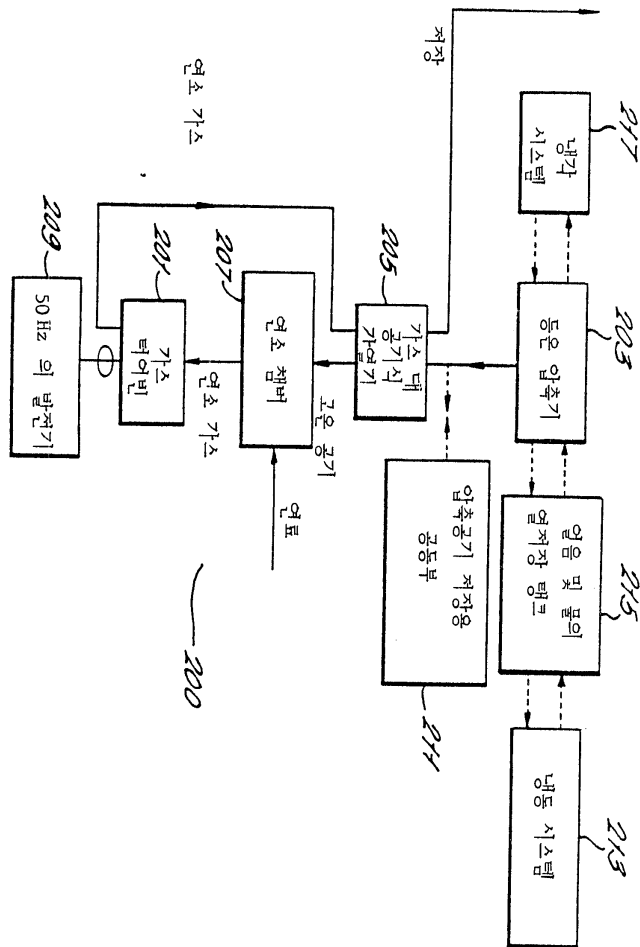 217
203
215
213
냉각
시스템
등온 압축기
얼음 및 물의
열저장 탱크
냉동 시스템
저장
205
가스 대
공기식
가열기
압축공기 저장용
공동부
211
고온 공기
연료
207
연소 챔버
연소 가스
200
201
가스
터어빈
연소 가스
209
50Hz 의 발전기